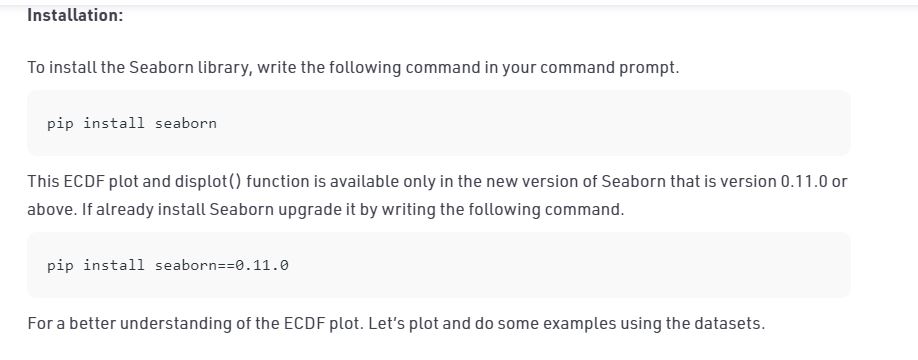 Installation:
To install the Seaborn library, write the following command in your command prompt.
pip install seaborn
This ECDF plot and displot() function is available only in the new version of Seaborn that is version 0.11.0 or
above. If already install Seaborn upgrade it by writing the following command.
pip install seaborn==0.11.0
For a better understanding of the ECDF plot. Let’s plot and do some examples using the datasets.